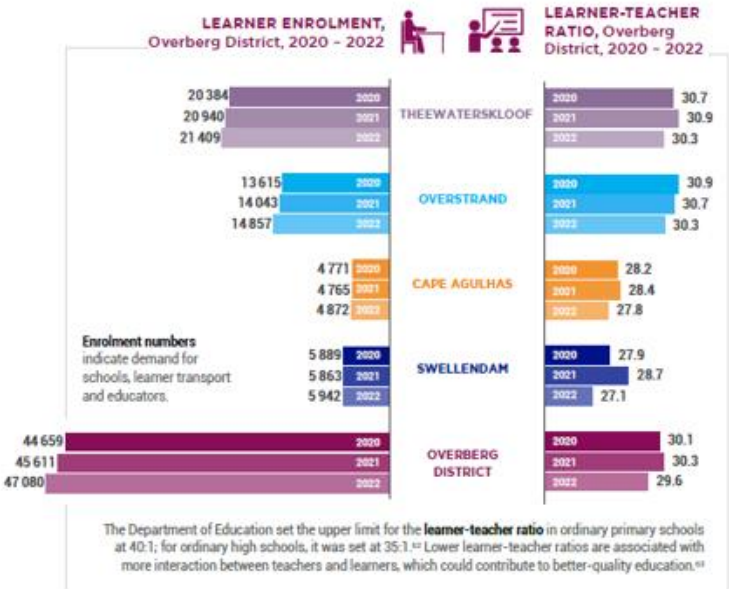 LEARNER ENROLMENT,
Overberg District, 2020 – 2022
LEARNER-TEACHER
RATIO, Overberg
District, 2020 – 2022
THEEWATERSKLOOF
20 384 2020
20 940 2021
21 409 2022
2020 30.7
2021 30.9
2022 30.3
OVERSTRAND
13 615 2020
14 043 2021
14 857 2022
2020 30.9
2021 30.7
2022 30.3
CAPE AGULHAS
4 771 2020
4 765 2021
4 872 2022
2020 28.2
2021 28.4
2022 27.8
Enrolment numbers
indicate demand for
schools, learner transport
and educators.
SWELLENDAM
5 889 2020
5 863 2021
5 942 2022
2020 27.9
2021 28.7
2022 27.1
OVERBERG
DISTRICT
44 659 2020
45 611 2021
47 080 2022
2020 30.1
2021 30.3
2022 29.6
The Department of Education set the upper limit for the learner-teacher ratio in ordinary primary schools
at 40:1; for ordinary high schools, it was set at 35:1.⁶² Lower learner-teacher ratios are associated with
more interaction between teachers and learners, which could contribute to better-quality education.⁶³